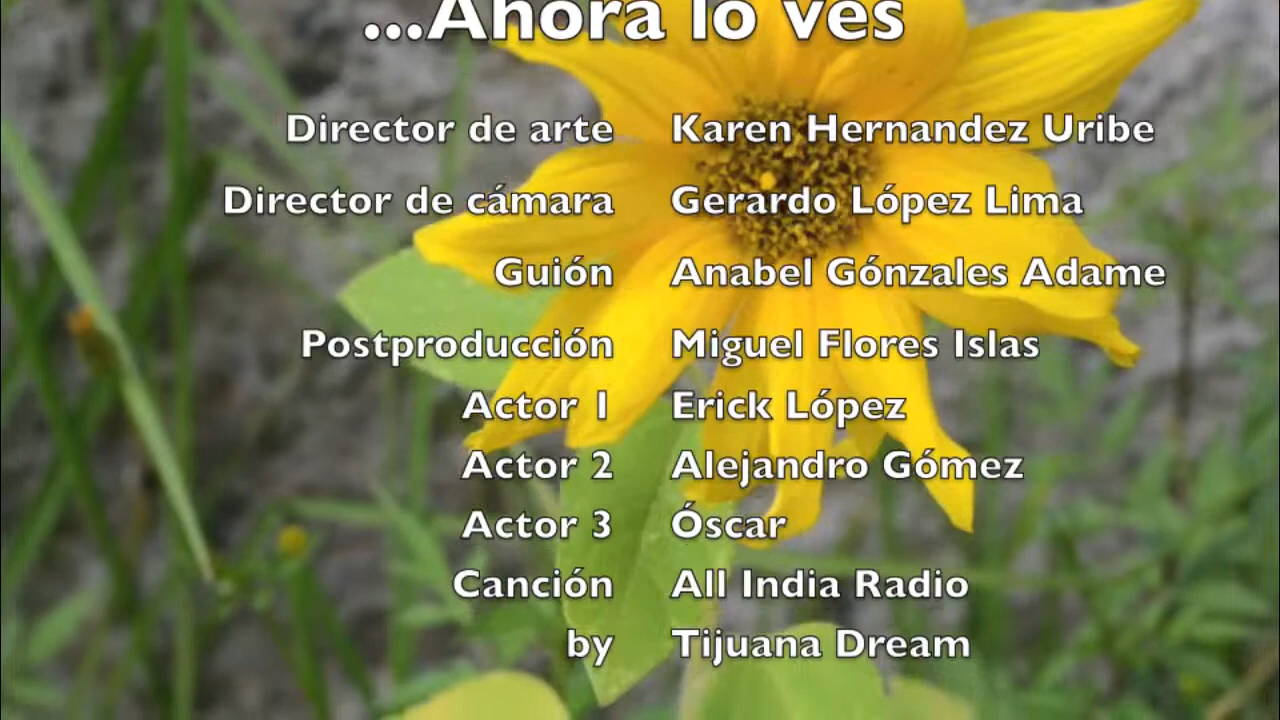 ...Ahora lo ves
Director de arte Karen Hernandez Uribe
Director de cámara Gerardo López Lima
Guión Anabel Gónzales Adame
Postproducción Miguel Flores Islas
Actor 1 Erick López
Actor 2 Alejandro Gómez
Actor 3 Óscar
Canción All India Radio
by Tijuana Dream